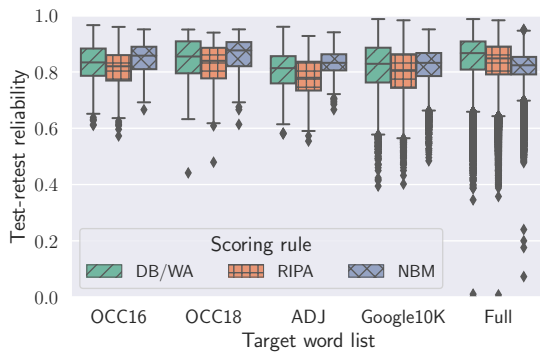 1.0
0.8
0.6
0.4
0.2
0.0
Test-retest reliability
Scoring rule
DB/WA RIPA NBM
OCC16 OCC18 ADJ Google10K Full
Target word list